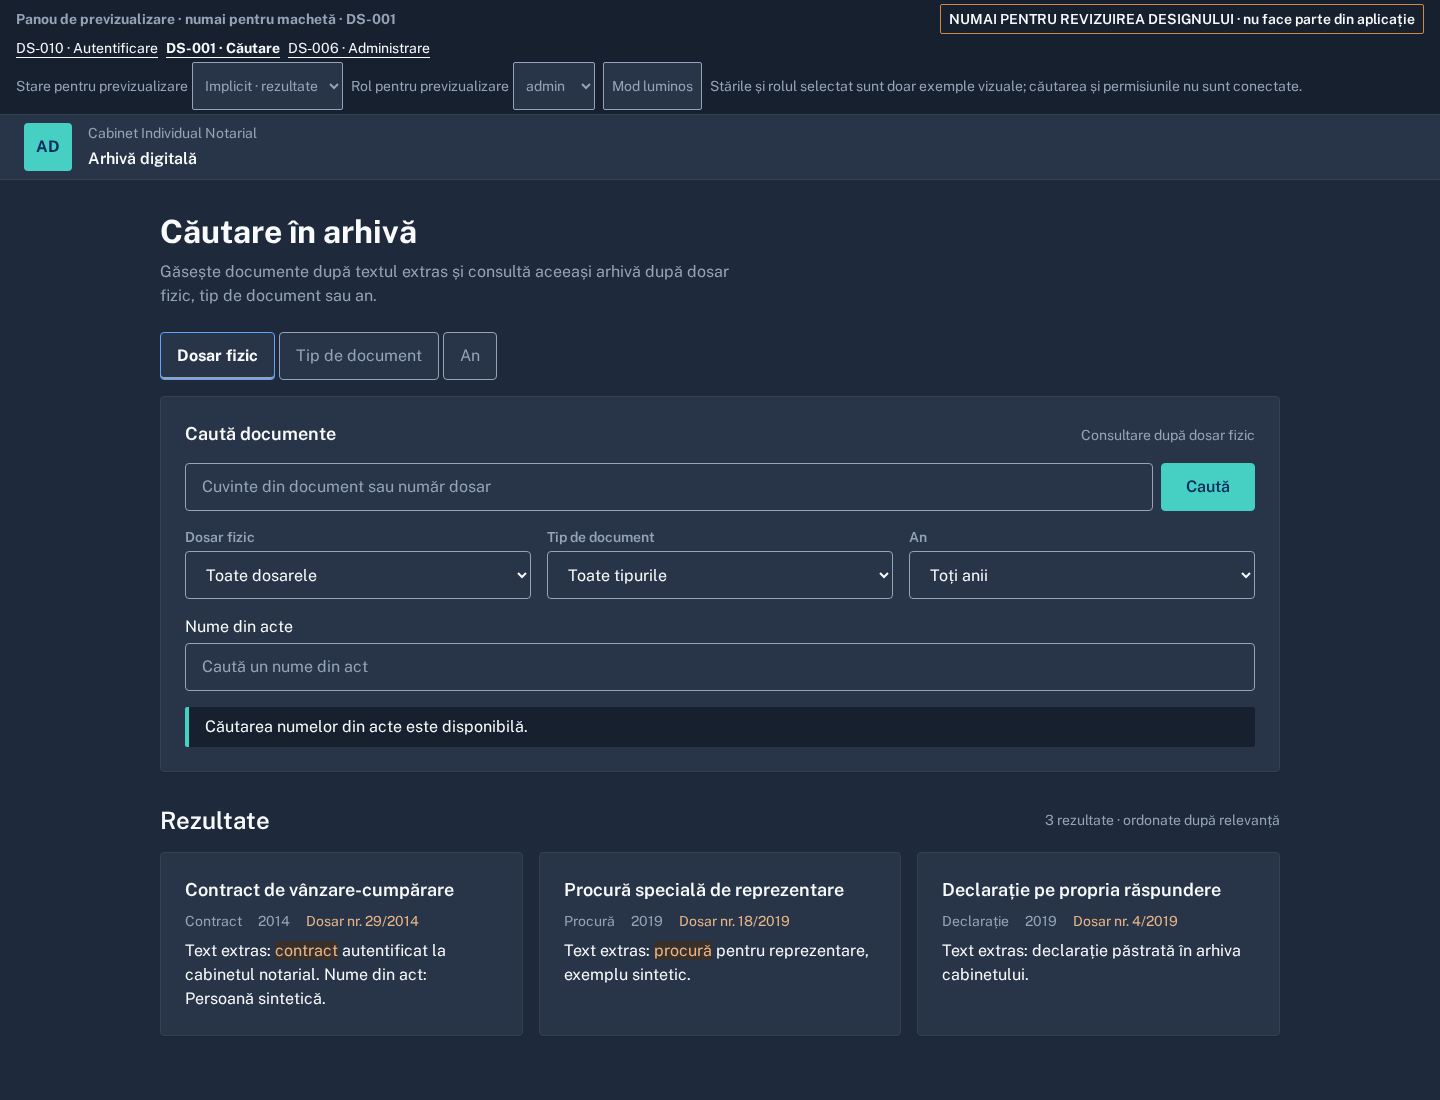 Panou de previzualizare · numai pentru machetă · DS-001
NUMAI PENTRU REVIZUIREA DESIGNULUI · nu face parte din aplicație
DS-010 · Autentificare DS-001 · Căutare DS-006 · Administrare
Stare pentru previzualizare Implicit · rezultate Rol pentru previzualizare admin Mod luminos Stările și rolul selectat sunt doar exemple vizuale; căutarea și permisiunile nu sunt conectate.
AD
Cabinet Individual Notarial
Arhivă digitală
Căutare în arhivă
Găsește documente după textul extras și consultă aceeași arhivă după dosar
fizic, tip de document sau an.
Dosar fizic Tip de document An
Caută documente
Consultare după dosar fizic
Cuvinte din document sau număr dosar
Caută
Dosar fizic Tip de document An
Toate dosarele Toate tipurile Toți anii
Nume din acte
Caută un nume din act
Căutarea numelor din acte este disponibilă.
Rezultate
3 rezultate · ordonate după relevanță
Contract de vânzare-cumpărare
Contract 2014 Dosar nr. 29/2014
Text extras: contract autentificat la
cabinetul notarial. Nume din act:
Persoană sintetică.
Procură specială de reprezentare
Procură 2019 Dosar nr. 18/2019
Text extras: procură pentru reprezentare,
exemplu sintetic.
Declarație pe propria răspundere
Declarație 2019 Dosar nr. 4/2019
Text extras: declarație păstrată în arhiva
cabinetului.